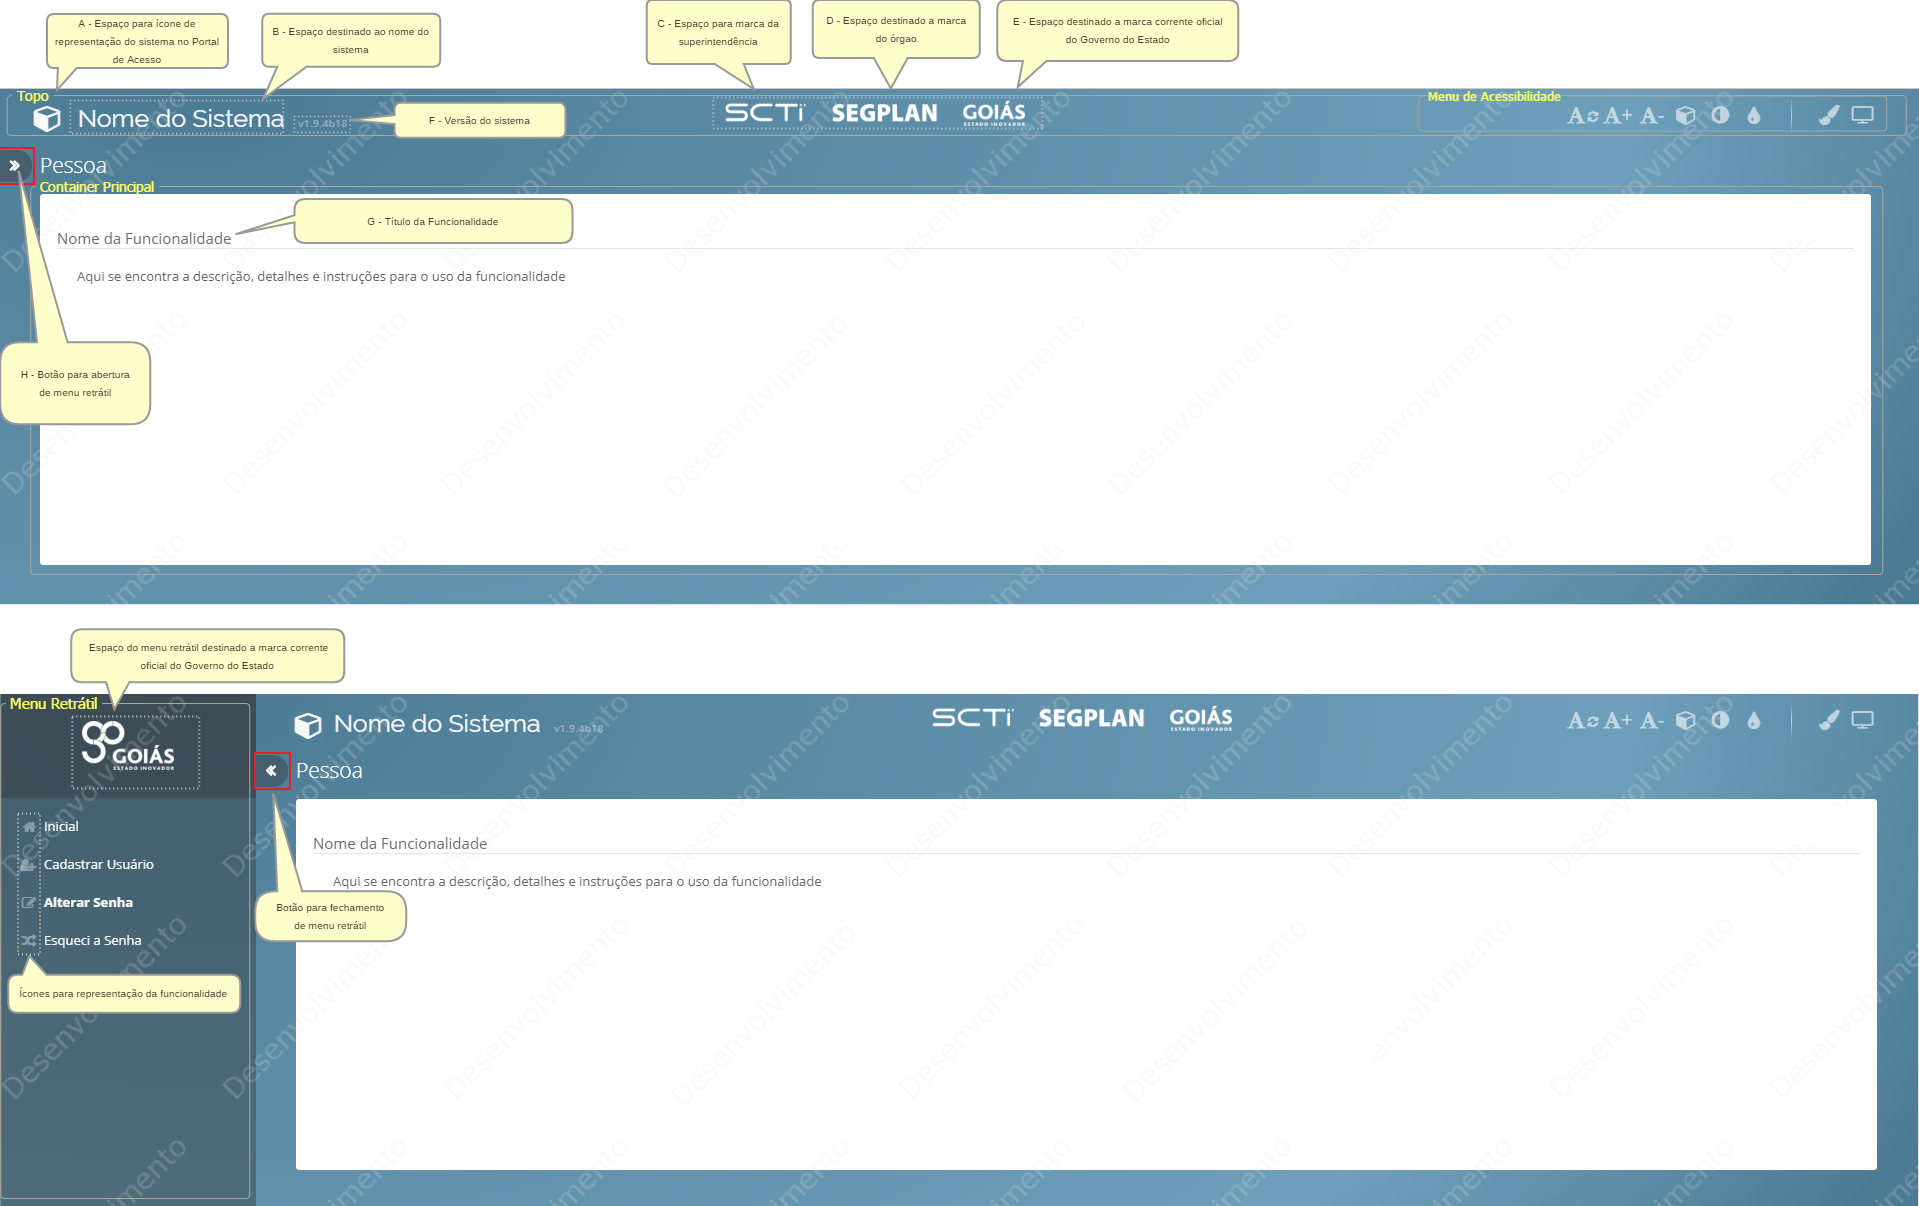 A - Espaço para ícone de
representação do sistema no Portal
de Acesso
B - Espaço destinado ao nome do
sistema
C - Espaço para marca da
superintendência
D - Espaço destinado a marca
do órgao
E - Espaço destinado a marca corrente oficial
do Governo do Estado
Topo
Nome do Sistema
v1.9.4b18
F - Versão do sistema
SCTi
SEGPLAN
GOIÁS
ESTADO INOVADOR
Menu de Acessibilidade
A A+ A-
Pessoa
Container Principal
G - Título da Funcionalidade
Nome da Funcionalidade
Aqui se encontra a descrição, detalhes e instruções para o uso da funcionalidade
H - Botão para abertura
de menu retrátil
Desenvolvimento
Espaço do menu retrátil destinado a marca corrente
oficial do Governo do Estado
Menu Retrátil
go
GOIÁS
ESTADO INOVADOR
Nome do Sistema
v1.9.4b18
SCTi
SEGPLAN
GOIÁS
ESTADO INOVADOR
A A+ A-
Pessoa
Inicial
Cadastrar Usuário
Alterar Senha
Esqueci a Senha
Nome da Funcionalidade
Aqui se encontra a descrição, detalhes e instruções para o uso da funcionalidade
Botão para fechamento
de menu retrátil
Ícones para representação da funcionalidade
Desenvolvimento